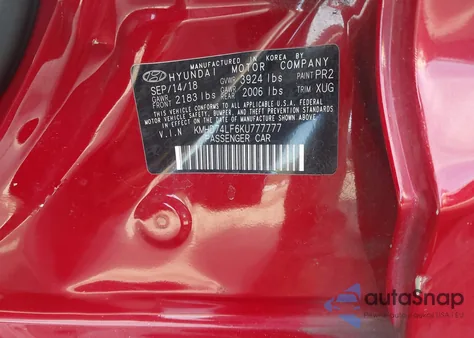 MANUFACTURED IN KOREA BY
HYUNDAI MOTOR COMPANY
SEP/14/18 GVWR 3924 lbs PAINT PR2
GAWR FRONT 2183 lbs GAWR REAR 2006 lbs TRIM XUG
THIS VEHICLE CONFORMS TO ALL APPLICABLE U.S.A. FEDERAL
MOTOR VEHICLE SAFETY, BUMPER, AND THEFT PREVENTION
STANDARDS IN EFFECT ON THE DATE OF
MANUFACTURE SHOWN ABOVE.
V.I.N KMHD74LF6KU777777
PASSENGER CAR
autoSnap